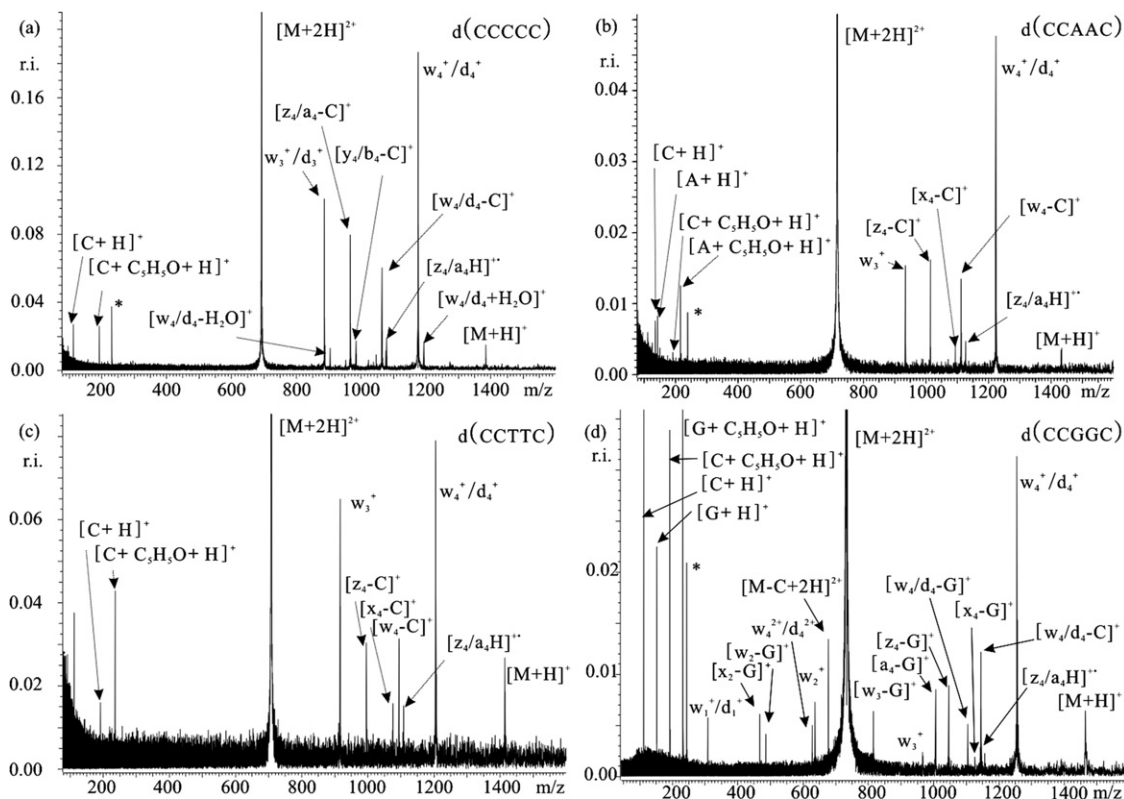 (a)
r.i.
0.16
0.12
0.08
0.04
0.00
[M+2H]²⁺
d(CCCCC)
w₄⁺/d₄⁺
[z₄/a₄-C]⁺
w₃⁺/d₃⁺
[y₄/b₄-C]⁺
[w₄/d₄-C]⁺
[C+H]⁺
[C+C₅H₅O+H]⁺
*
[z₄/a₄H]⁺•
[w₄/d₄-H₂O]⁺
[w₄/d₄+H₂O]⁺
[M+H]⁺
200 400 600 800 1000 1200 1400 m/z
(b)
r.i.
0.04
0.03
0.02
0.01
0.00
[M+2H]²⁺
d(CCAAC)
w₄⁺/d₄⁺
[C+H]⁺
[A+H]⁺
[C+C₅H₅O+H]⁺
[A+C₅H₅O+H]⁺
*
[x₄-C]⁺
[w₄-C]⁺
[z₄-C]⁺
w₃⁺
[z₄/a₄H]⁺•
[M+H]⁺
200 400 600 800 1000 1200 1400 m/z
(c)
r.i.
0.06
0.04
0.02
0.00
[M+2H]²⁺
d(CCTTC)
w₄⁺/d₄⁺
w₃⁺
[C+H]⁺
[C+C₅H₅O+H]⁺
[z₄-C]⁺
[x₄-C]⁺
[w₄-C]⁺
[z₄/a₄H]⁺•
[M+H]⁺
200 400 600 800 1000 1200 1400 m/z
(d)
r.i.
0.02
0.01
0.00
[G+C₅H₅O+H]⁺
[M+2H]²⁺
d(CCGGC)
[C+C₅H₅O+H]⁺
w₄⁺/d₄⁺
[C+H]⁺
[G+H]⁺
*
[M-C+2H]²⁺
w₄²⁺/d₄²⁺
[w₂-G]⁺
[x₂-G]⁺
w₂⁺
w₁⁺/d₁⁺
[w₄/d₄-G]⁺
[x₄-G]⁺
[z₄-G]⁺
[w₄/d₄-C]⁺
[a₄-G]⁺
[z₄/a₄H]⁺•
[w₃-G]⁺
[M+H]⁺
w₃⁺
200 400 600 800 1000 1200 1400 m/z